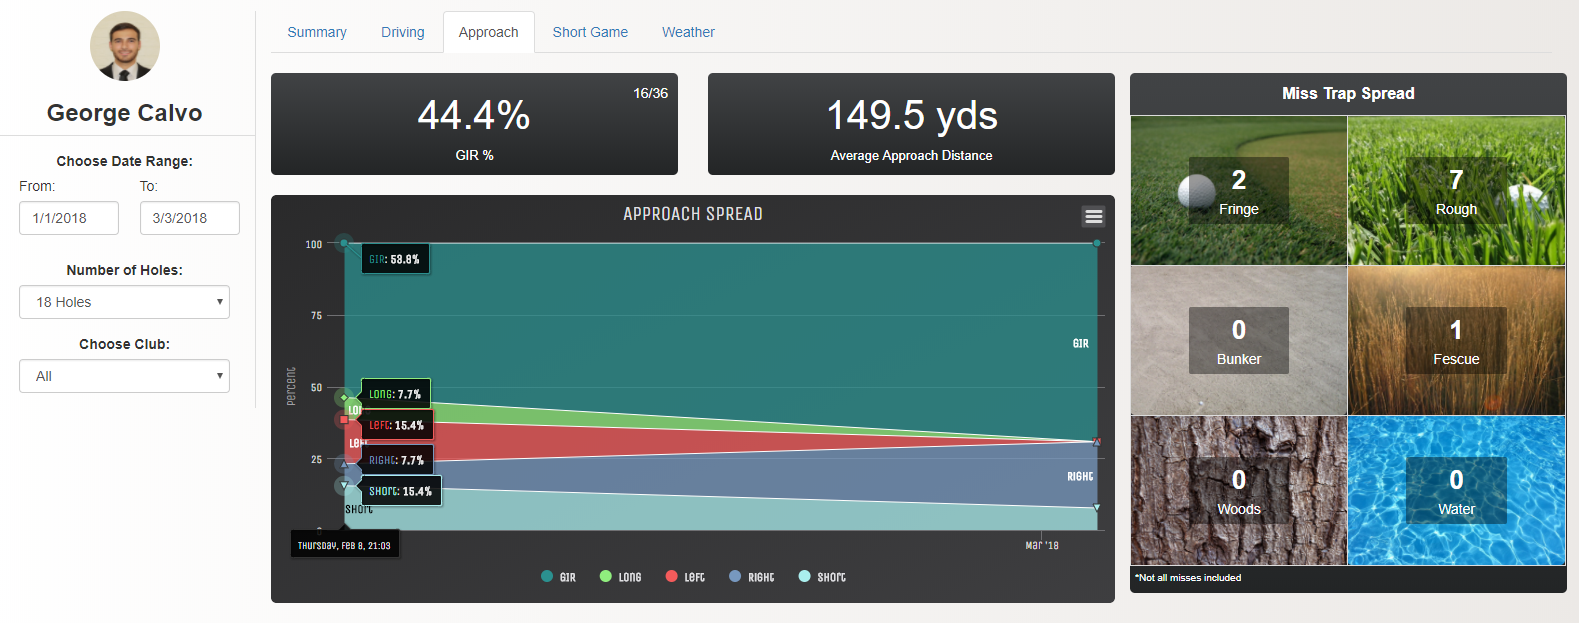 George Calvo
Choose Date Range:
From: To:
1/1/2018 3/3/2018
Number of Holes:
18 Holes
Choose Club:
All
Summary Driving Approach Short Game Weather
16/36
44.4%
GIR %
149.5 yds
Average Approach Distance
APPROACH SPREAD
Percent
100
75
50
25
0
GIR: 53.8%
Long: 7.7%
Left: 15.4%
Right: 7.7%
Short: 15.4%
Left
Short
GIR
Right
Thursday, Feb 8, 21:03
Mar '18
GIR Long Left Right Short
Miss Trap Spread
2
Fringe
7
Rough
0
Bunker
1
Fescue
0
Woods
0
Water
*Not all misses included